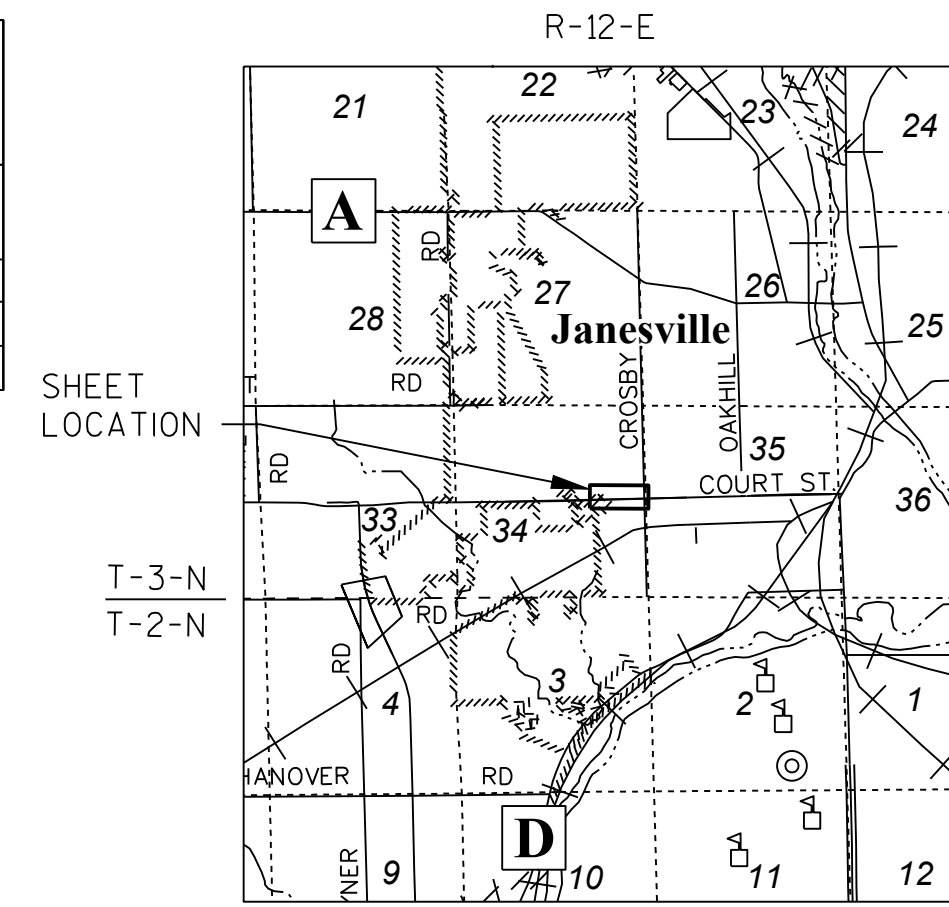 R-12-E
21
22
23
24
A
RD
26
27
28
Janesville
25
SHEET
LOCATION
RD
CROSBY
OAKHILL
35
RD
COURT ST.
36
33
34
T-3-N
T-2-N
RD
RD
3
4
2
1
HANOVER
RD
D
NER
9
10
11
12